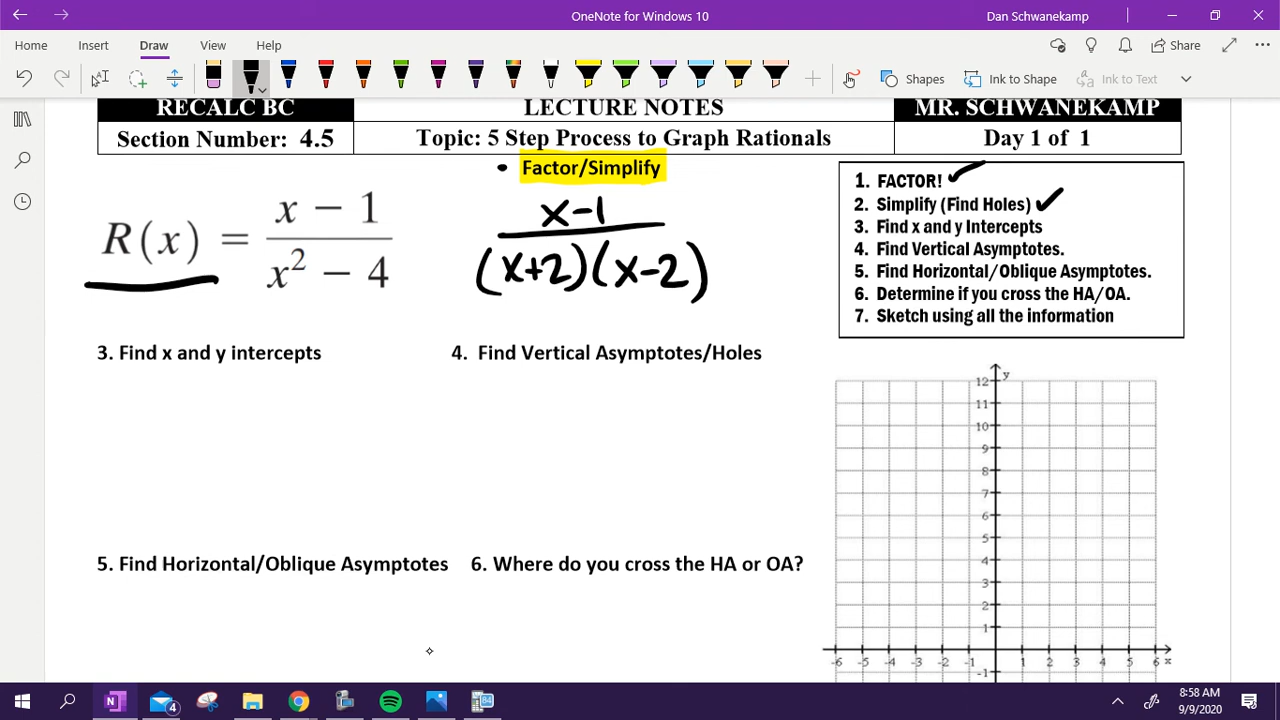 OneNote for Windows 10
Dan Schwanekamp
Home Insert Draw View Help
Share
Shapes Ink to Shape Ink to Text
RECALC BC LECTURE NOTES MR. SCHWANEKAMP
Section Number: 4.5 Topic: 5 Step Process to Graph Rationals Day 1 of 1
• Factor/Simplify
R(x) = x − 1
x² − 4
x-1
(x+2)(x-2)
1. FACTOR! ✓
2. Simplify (Find Holes) ✓
3. Find x and y Intercepts
4. Find Vertical Asymptotes.
5. Find Horizontal/Oblique Asymptotes.
6. Determine if you cross the HA/OA.
7. Sketch using all the information
3. Find x and y intercepts
4. Find Vertical Asymptotes/Holes
5. Find Horizontal/Oblique Asymptotes
6. Where do you cross the HA or OA?
y
12
11
10
9
8
7
6
5
4
3
2
1
-6 -5 -4 -3 -2 -1 1 2 3 4 5 6 x
-1
4
84
8:58 AM
9/9/2020